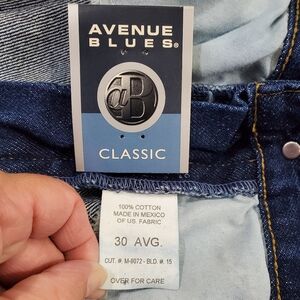 AVENUE
BLUES®
aB
CLASSIC
100% COTTON
MADE IN MEXICO
OF US. FABRIC
30 AVG.
CUT. #. M-8072 - BLD. #. 15
OVER FOR CARE